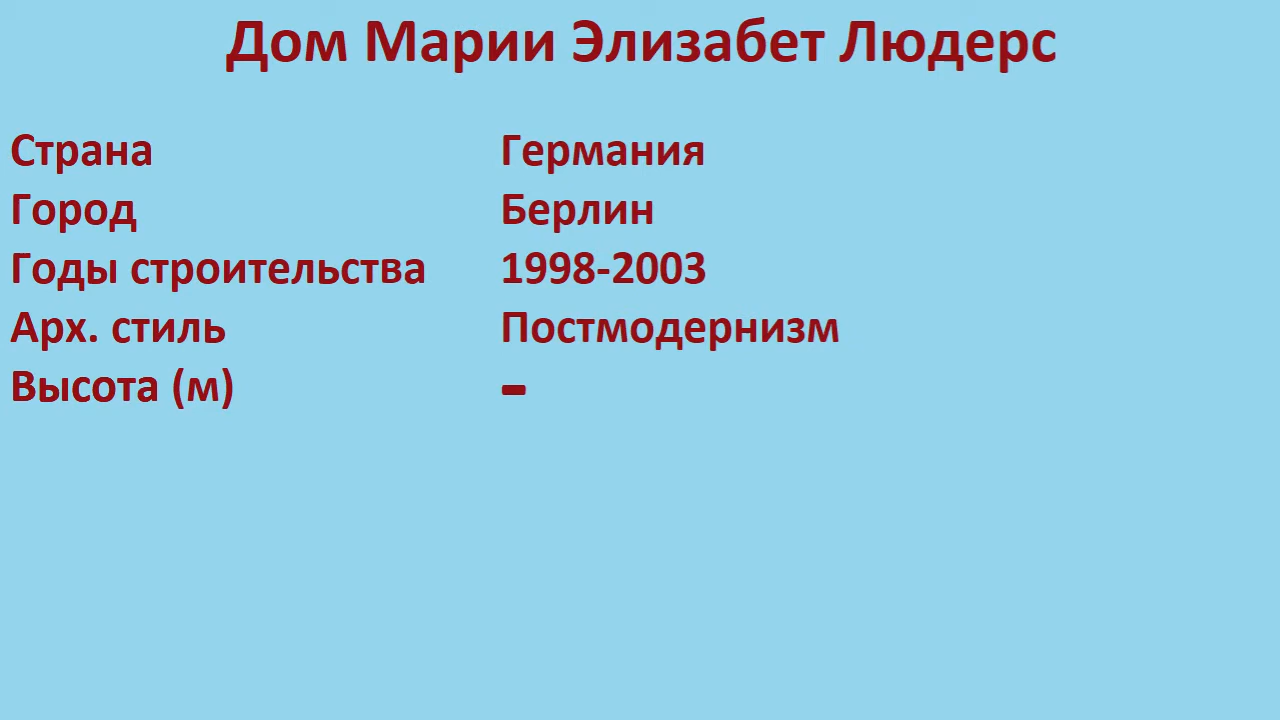 Дом Марии Элизабет Людерс
Страна Германия
Город Берлин
Годы строительства 1998-2003
Арх. стиль Постмодернизм
Высота (м) -